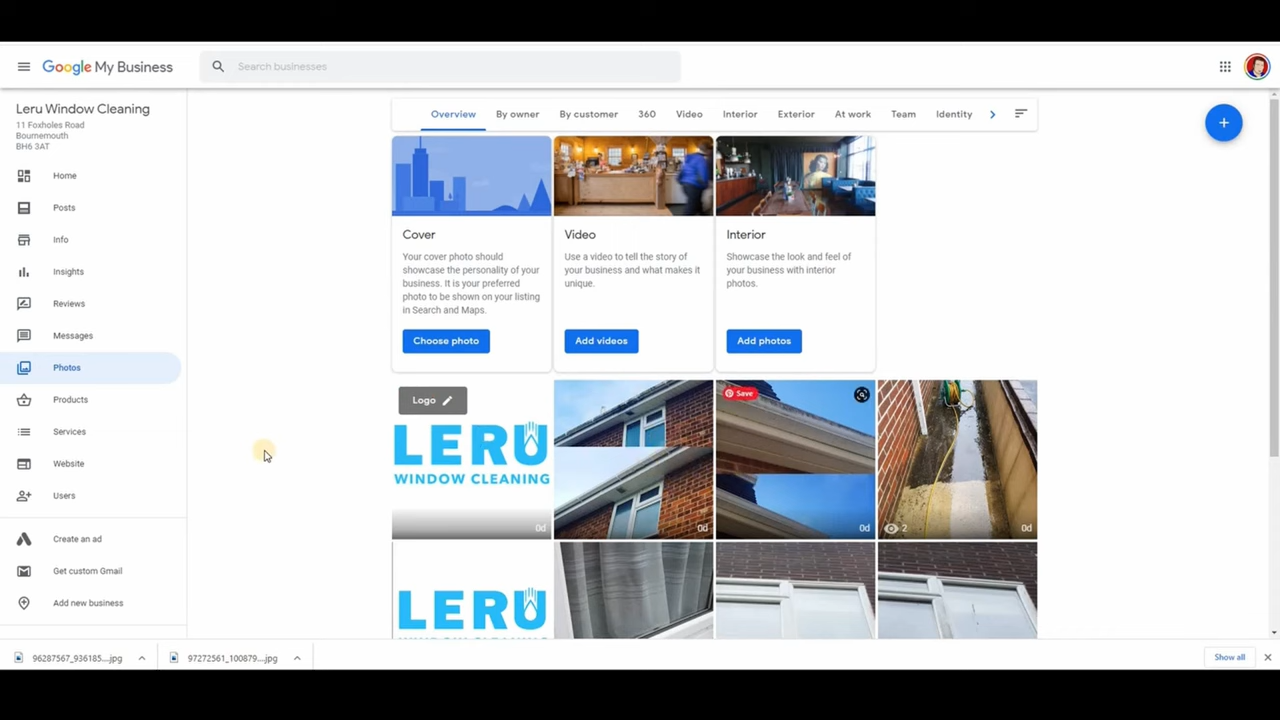 Google My Business
Search businesses
Leru Window Cleaning
11 Foxholes Road
Bournemouth
BH6 3AT
Home
Posts
Info
Insights
Reviews
Messages
Photos
Products
Services
Website
Users
Create an ad
Get custom Gmail
Add new business
Overview By owner By customer 360 Video Interior Exterior At work Team Identity
Cover
Your cover photo should
showcase the personality of your
business. It is your preferred
photo to be shown on your listing
in Search and Maps.
Choose photo
Video
Use a video to tell the story of
your business and what makes it
unique.
Add videos
Interior
Showcase the look and feel of
your business with interior
photos.
Add photos
Logo
LERU
WINDOW CLEANING
0d
0d
Save
0d
2
0d
LERU
96287567_936185....jpg
97272561_100879....jpg
Show all